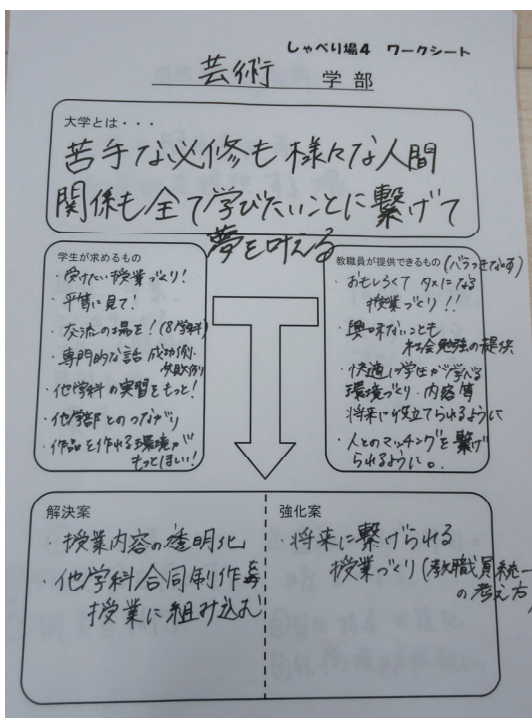 しゃべり場4 ワークシート
芸術 学部
大学とは・・・
苦手な必修も様々な人間
関係も全て学びたいことに繋げて
夢を叶える
学生が求めるもの
・受けたい授業づくり!
・平等に見て!
・交流の場を!(8学科)
・専門的な話 成功例・
失敗例
・他学科の実習をもっと!
・他学部とのつながり
・作品を作れる環境が
もっとほしい!
教職員が提供できるもの (バラつきなくす)
・おもしろくてタメになる
授業づくり!!
・興味ないことも
社会勉強の提供
・快適に学生が学べる
環境づくり・内容等
将来に役立てられるように
・人とのマッチングを繋げ
られるように。
解決案
・授業内容の透明化
・他学科合同制作等
授業に組み込む
強化案
・将来に繋げられる
授業づくり(教職員統一
の考え方